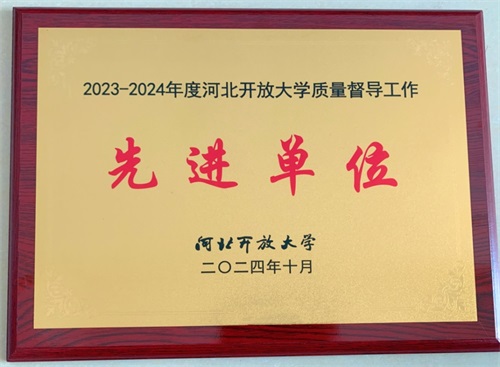 2023-2024年度河北开放大学质量督导工作
先进单位
河北开放大学
二〇二四年十月